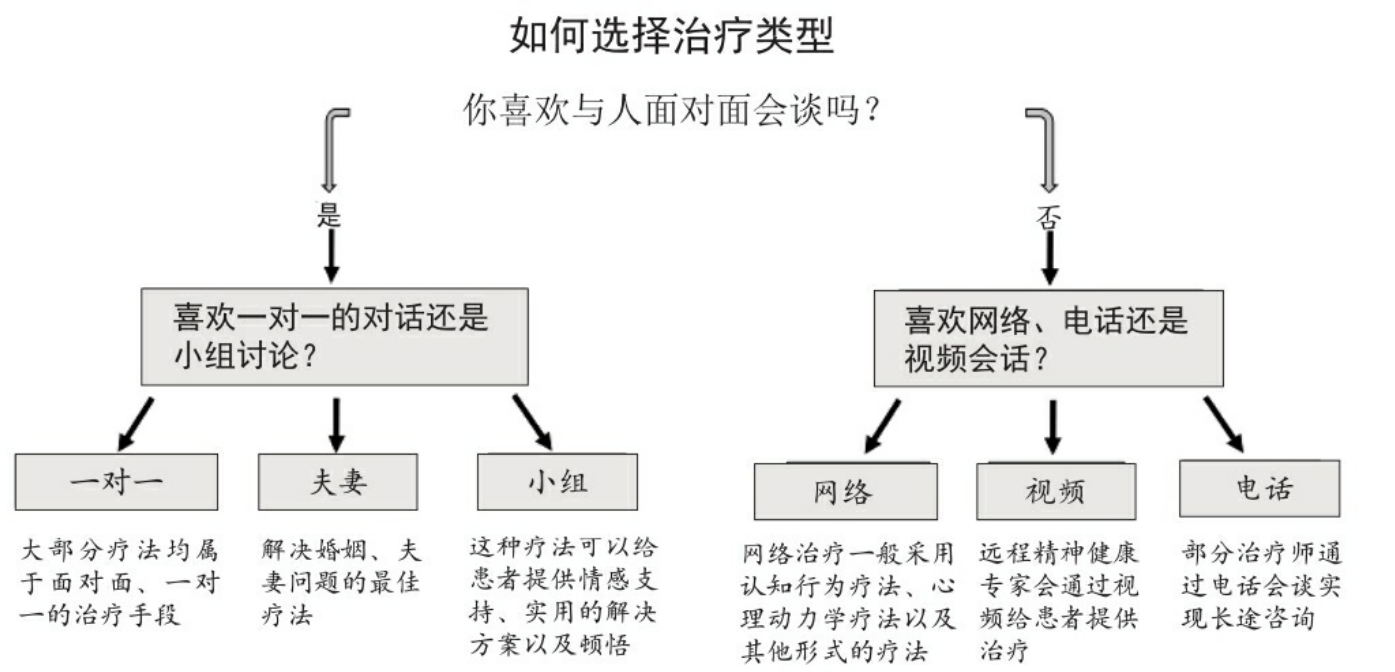 如何选择治疗类型
你喜欢与人面对面会谈吗？
是
否
喜欢一对一的对话还是
小组讨论？
喜欢网络、电话还是
视频会话？
一对一
大部分疗法均属
于面对面、一对
一的治疗手段
夫妻
解决婚姻、夫
妻问题的最佳
疗法
小组
这种疗法可以给
患者提供情感支
持、实用的解决
方案以及顿悟
网络
网络治疗一般采用
认知行为疗法、心
理动力学疗法以及
其他形式的疗法
视频
远程精神健康
专家会通过视
频给患者提供
治疗
电话
部分治疗师通
过电话会谈实
现长途咨询